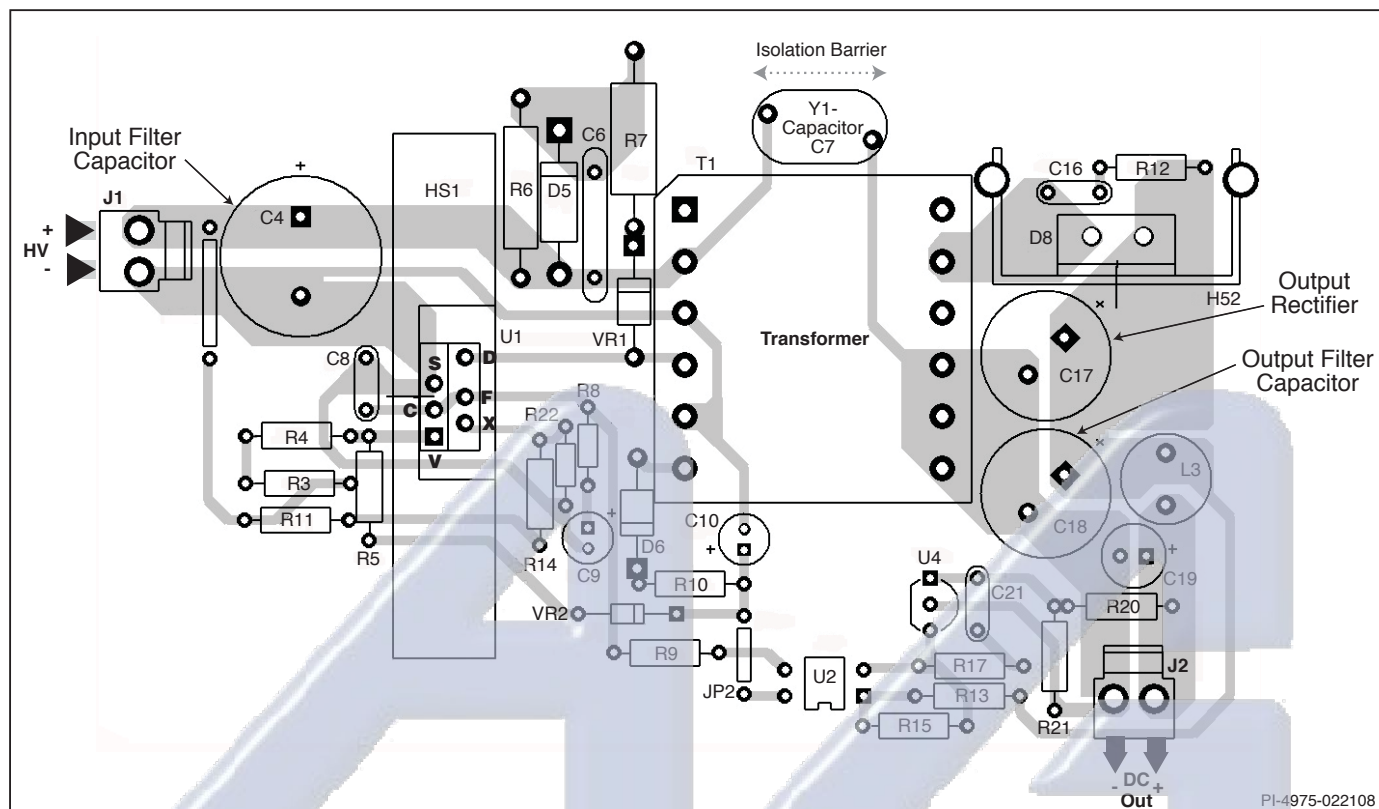 Isolation Barrier
Y1-
Capacitor
C7
Input Filter
Capacitor
+
C4
J1
+
HV
-
HS1
R6
D5
C6
R7
T1
C16
R12
D8
H52
Output
Rectifier
U1
VR1
Transformer
C17
Output Filter
Capacitor
C8
S
D
F
C
X
V
R8
R22
R4
R3
R11
R5
R14
+
C9
D6
C10
+
R10
VR2
R9
JP2
U2
U4
C21
C18
L3
+
C19
R20
R17
R13
R15
R21
J2
- DC +
Out
PI-4975-022108